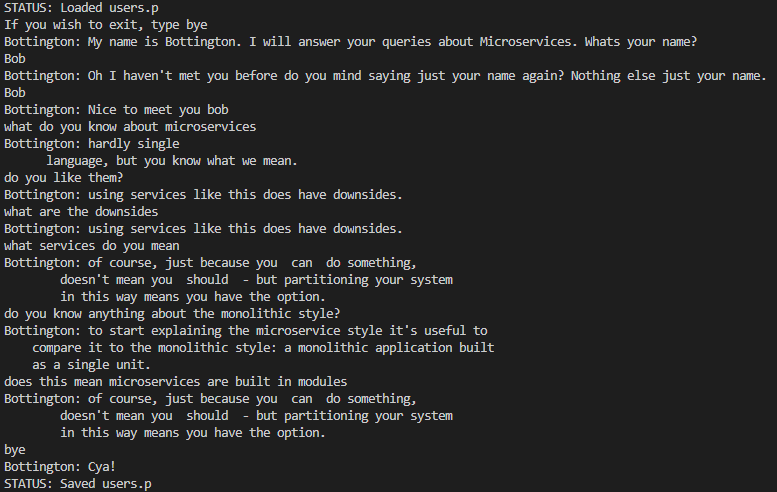 STATUS: Loaded users.p
If you wish to exit, type bye
Bottington: My name is Bottington. I will answer your queries about Microservices. Whats your name?
Bob
Bottington: Oh I haven't met you before do you mind saying just your name again? Nothing else just your name.
Bob
Bottington: Nice to meet you bob
what do you know about microservices
Bottington: hardly single
      language, but you know what we mean.
do you like them?
Bottington: using services like this does have downsides.
what are the downsides
Bottington: using services like this does have downsides.
what services do you mean
Bottington: of course, just because you  can  do something,
        doesn't mean you  should  - but partitioning your system
        in this way means you have the option.
do you know anything about the monolithic style?
Bottington: to start explaining the microservice style it's useful to
    compare it to the monolithic style: a monolithic application built
    as a single unit.
does this mean microservices are built in modules
Bottington: of course, just because you  can  do something,
        doesn't mean you  should  - but partitioning your system
        in this way means you have the option.
bye
Bottington: Cya!
STATUS: Saved users.p